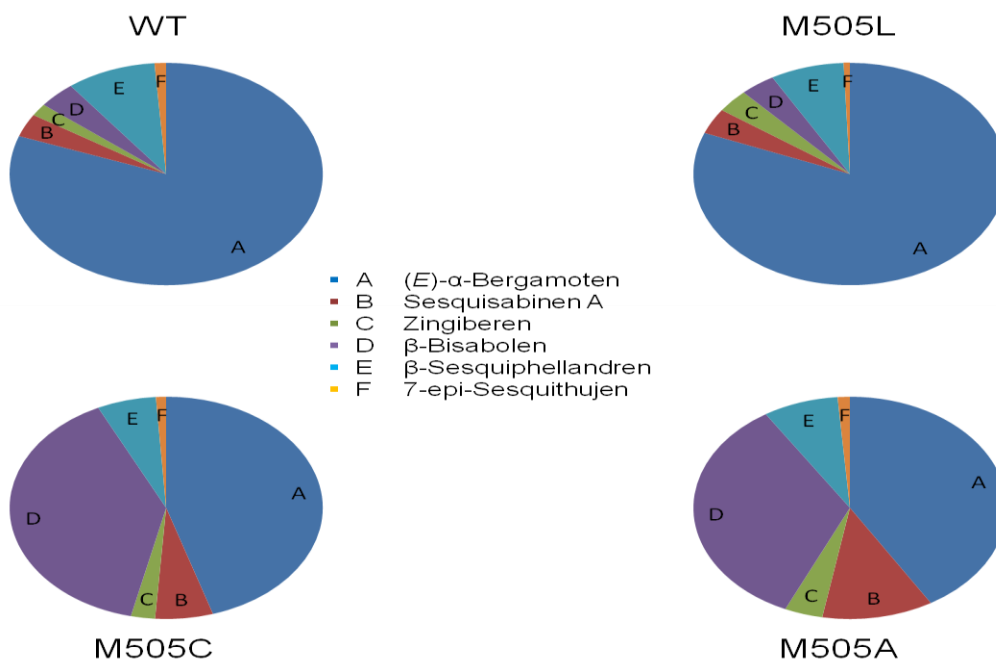 WT
M505L
A
B
C
D
E
F
A
B
C
D
E
F
A (E)-α-Bergamoten
B Sesquisabinen A
C Zingiberen
D β-Bisabolen
E β-Sesquiphellandren
F 7-epi-Sesquithujen
A
B
C
D
E
F
A
B
C
D
E
F
M505C
M505A